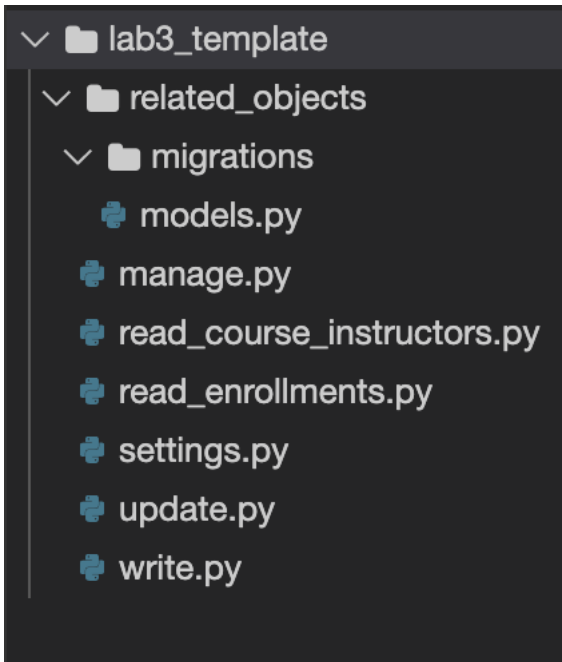 lab3_template
related_objects
migrations
models.py
manage.py
read_course_instructors.py
read_enrollments.py
settings.py
update.py
write.py